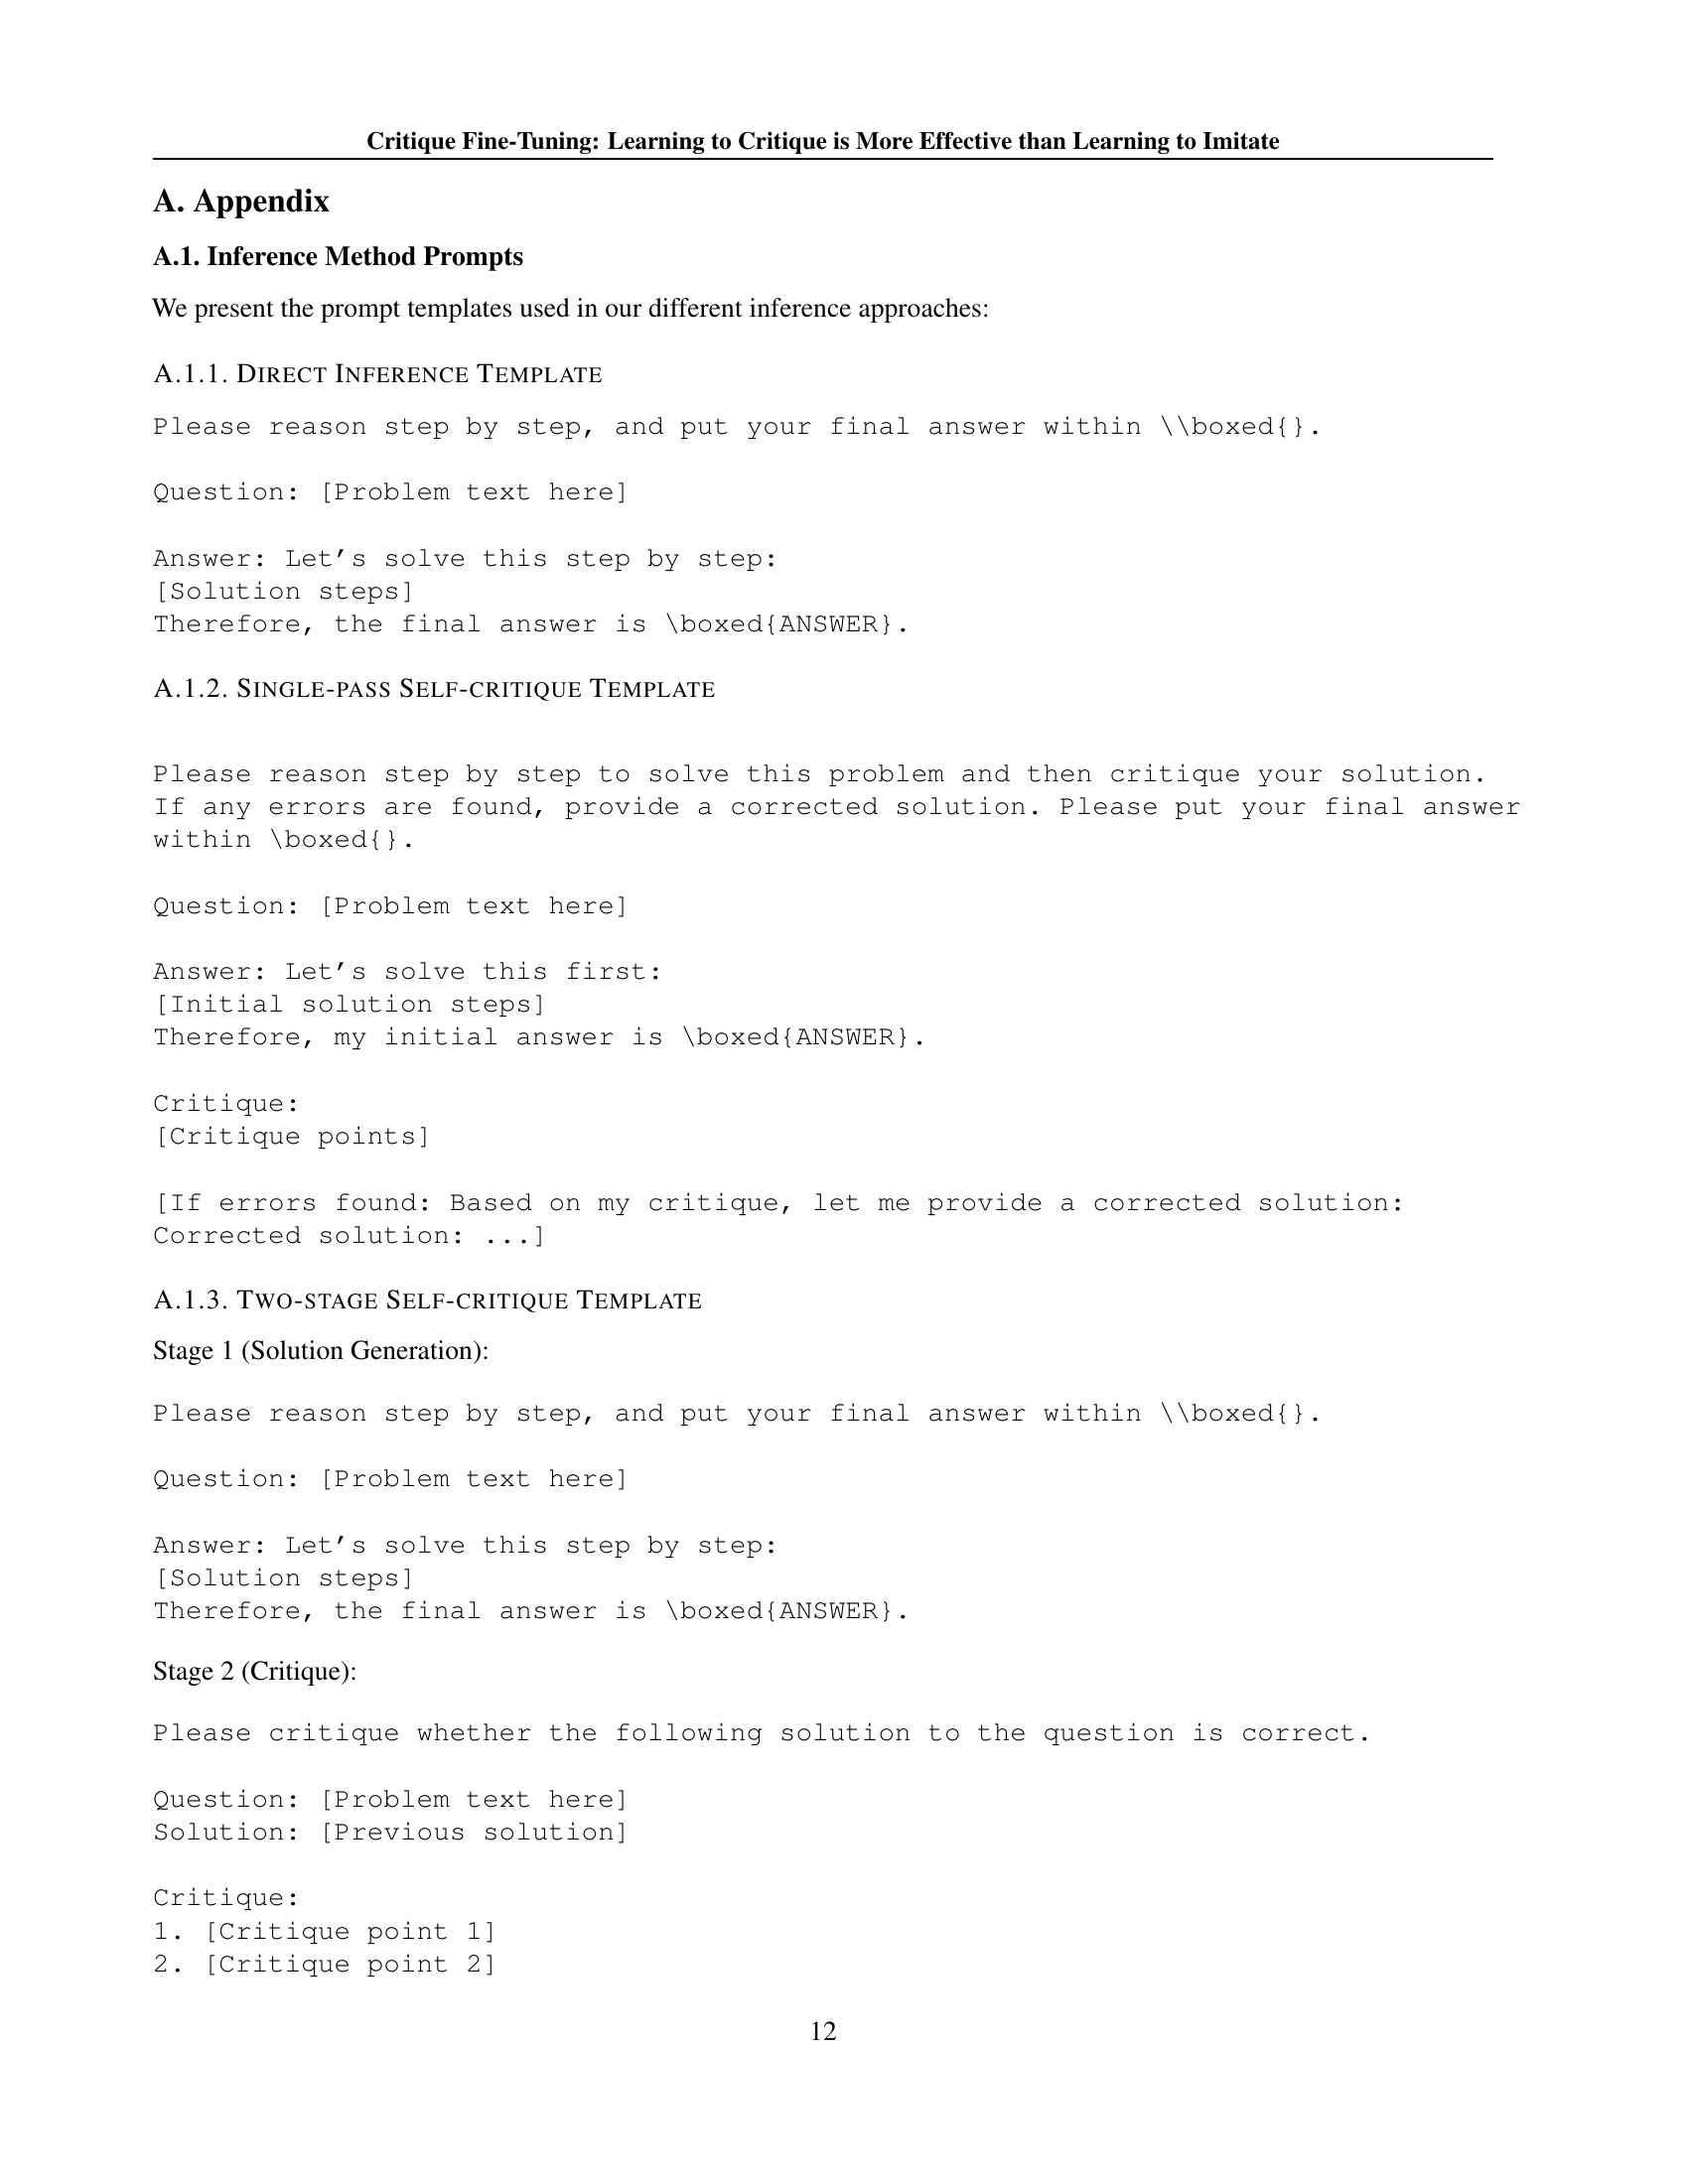 Critique Fine-Tuning: Learning to Critique is More Effective than Learning to Imitate
A. Appendix
A.1. Inference Method Prompts
We present the prompt templates used in our different inference approaches:
A.1.1. DIRECT INFERENCE TEMPLATE
Please reason step by step, and put your final answer within \\boxed{}.
Question: [Problem text here]
Answer: Let's solve this step by step:
[Solution steps]
Therefore, the final answer is \boxed{ANSWER}.
A.1.2. SINGLE-PASS SELF-CRITIQUE TEMPLATE
Please reason step by step to solve this problem and then critique your solution.
If any errors are found, provide a corrected solution. Please put your final answer
within \boxed{}.
Question: [Problem text here]
Answer: Let's solve this first:
[Initial solution steps]
Therefore, my initial answer is \boxed{ANSWER}.
Critique:
[Critique points]
[If errors found: Based on my critique, let me provide a corrected solution:
Corrected solution: ...]
A.1.3. TWO-STAGE SELF-CRITIQUE TEMPLATE
Stage 1 (Solution Generation):
Please reason step by step, and put your final answer within \\boxed{}.
Question: [Problem text here]
Answer: Let's solve this step by step:
[Solution steps]
Therefore, the final answer is \boxed{ANSWER}.
Stage 2 (Critique):
Please critique whether the following solution to the question is correct.
Question: [Problem text here]
Solution: [Previous solution]
Critique:
1. [Critique point 1]
2. [Critique point 2]
12